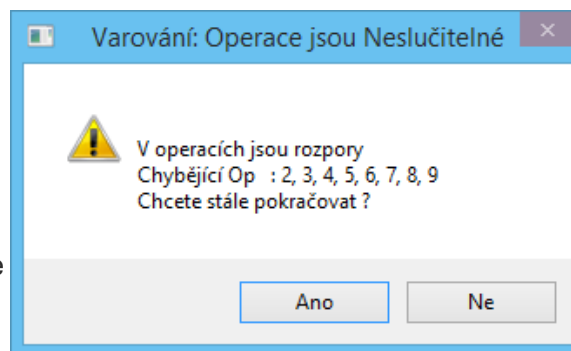 Varování: Operace jsou Neslučitelné
V operacích jsou rozpory
Chybějící Op : 2, 3, 4, 5, 6, 7, 8, 9
Chcete stále pokračovat ?
e
Ano Ne